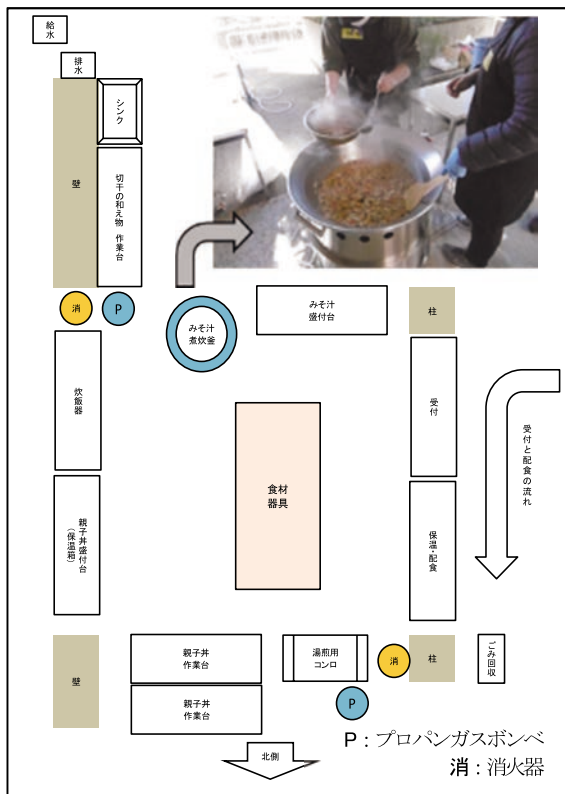 給水
排水
シンク
壁
切干の和え物 作業台
消
P
みそ汁
煮炊釜
みそ汁
盛付台
柱
炊飯器
受付
受付と配食の流れ
食材
器具
親子丼盛付台
（保温箱）
保温・配食
壁
親子丼
作業台
親子丼
作業台
湯煎用
コンロ
消
柱
ごみ回収
P
北側
P：プロパンガスボンベ
消：消火器